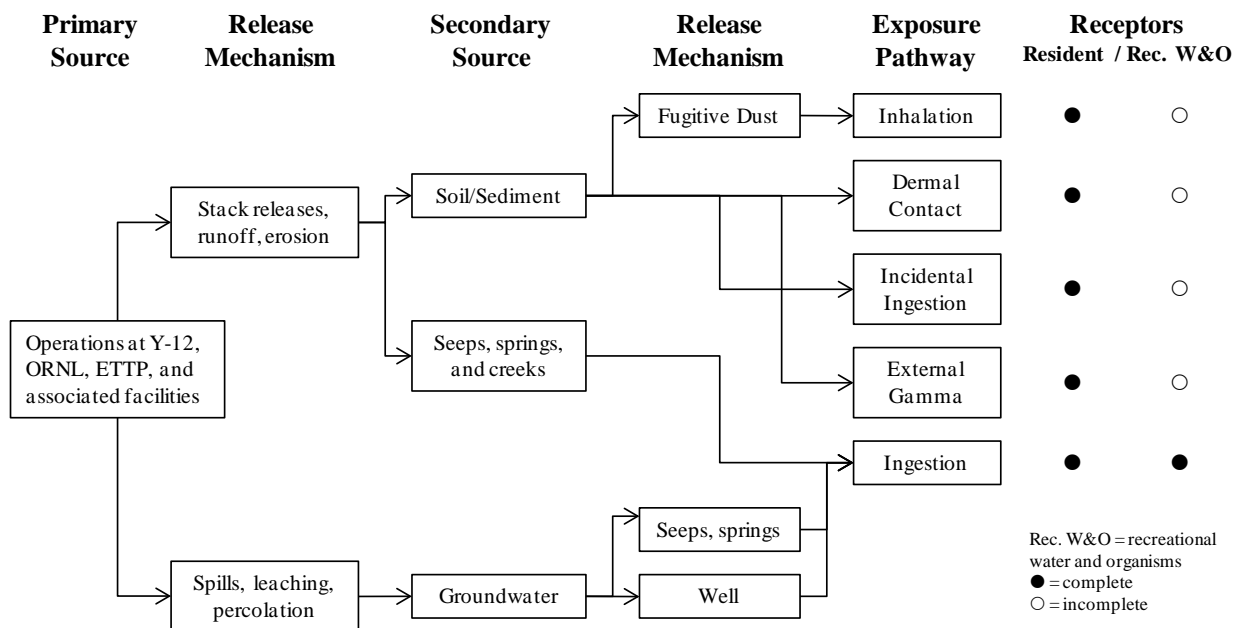 Primary
Source
Release
Mechanism
Secondary
Source
Release
Mechanism
Exposure
Pathway
Receptors
Resident / Rec. W&O
Fugitive Dust
Inhalation
Soil/Sediment
Dermal
Contact
Stack releases,
runoff, erosion
Incidental
Ingestion
Operations at Y-12,
ORNL, ETTP, and
associated facilities
Seeps, springs,
and creeks
External
Gamma
Ingestion
Seeps, springs
Spills, leaching,
percolation
Groundwater
Well
Rec. W&O = recreational
water and organisms
● = complete
○ = incomplete